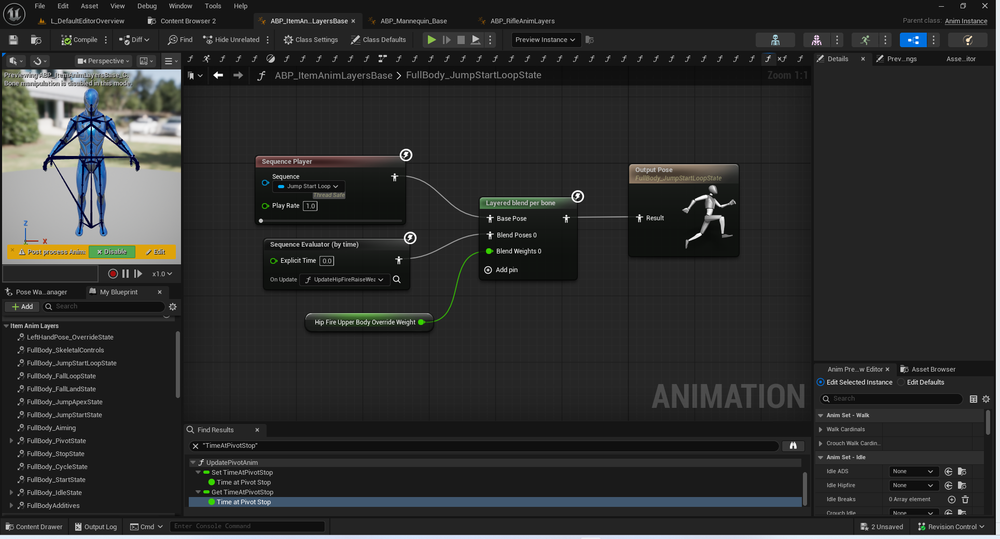 File Edit Asset View Debug Window Tools Help
L_DefaultEditorOverview Content Browser 2 ABP_ItemAn...LayersBase ABP_Mannequin_Base ABP_RifleAnimLayers Parent class: Anim Instance
Compile Diff Find Hide Unrelated Class Settings Class Defaults Preview Instance
Perspective
Previewing ABP_ItemAnimLayersBase_C.
Bone manipulation is disabled in this mode.
Z
X
Post process Anim: Disable Edit
x1.0
Pose Wa...anager My Blueprint
Add Search
Item Anim Layers
LeftHandPose_OverrideState
FullBody_SkeletalControls
FullBody_JumpStartLoopState
FullBody_FallLoopState
FullBody_FallLandState
FullBody_JumpApexState
FullBody_JumpStartState
FullBody_Aiming
FullBody_PivotState
FullBody_StopState
FullBody_CycleState
FullBody_StartState
FullBody_IdleState
FullBodyAdditives
ABP_ItemAnimLayersBase > FullBody_JumpStartLoopState Zoom 1:1
Sequence Player
Sequence
Jump Start Loop
Thread Safe
Play Rate 1.0
Sequence Evaluator (by time)
Explicit Time 0.0
On Update UpdateHipFireRaiseWea
Hip Fire Upper Body Override Weight
Layered blend per bone
Base Pose
Blend Poses 0
Blend Weights 0
Add pin
Output Pose
FullBody_JumpStartLoopState
Result
ANIMATION
Find Results
"TimeAtPivotStop"
UpdatePivotAnim
Set TimeAtPivotStop
Time at Pivot Stop
Get TimeAtPivotStop
Time at Pivot Stop
Details Prev...ngs Asse...itor
Anim Pre...w Editor Asset Browser
Edit Selected Instance Edit Defaults
Search
Anim Set - Walk
Walk Cardinals
Crouch Walk Cardin...
Anim Set - Idle
Idle ADS None
Idle Hipfire None
Idle Breaks 0 Array element
Crouch Idle None
Content Drawer Output Log Cmd Enter Console Command 2 Unsaved Revision Control